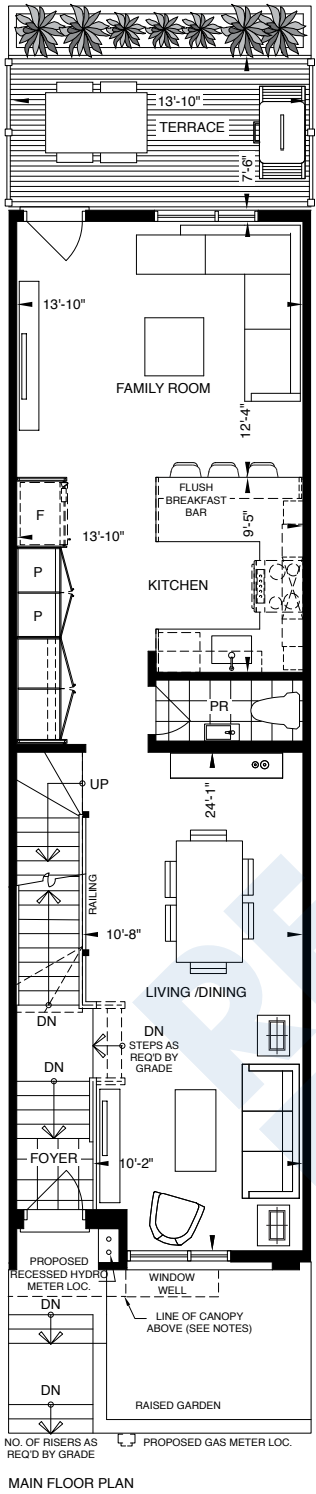 13'-10"
TERRACE
7'-6"
13'-10"
FAMILY ROOM
12'-4"
FLUSH
BREAKFAST
BAR
F
13'-10"
9'-5"
P
KITCHEN
P
PR
UP
24'-1"
RAILING
10'-8"
LIVING /DINING
DN
DN
STEPS AS
REQ'D BY
GRADE
DN
FOYER
10'-2"
PROPOSED
RECESSED HYDRO
METER LOC.
WINDOW
WELL
DN
LINE OF CANOPY
ABOVE (SEE NOTES)
DN
RAISED GARDEN
NO. OF RISERS AS
REQ'D BY GRADE
PROPOSED GAS METER LOC.
MAIN FLOOR PLAN